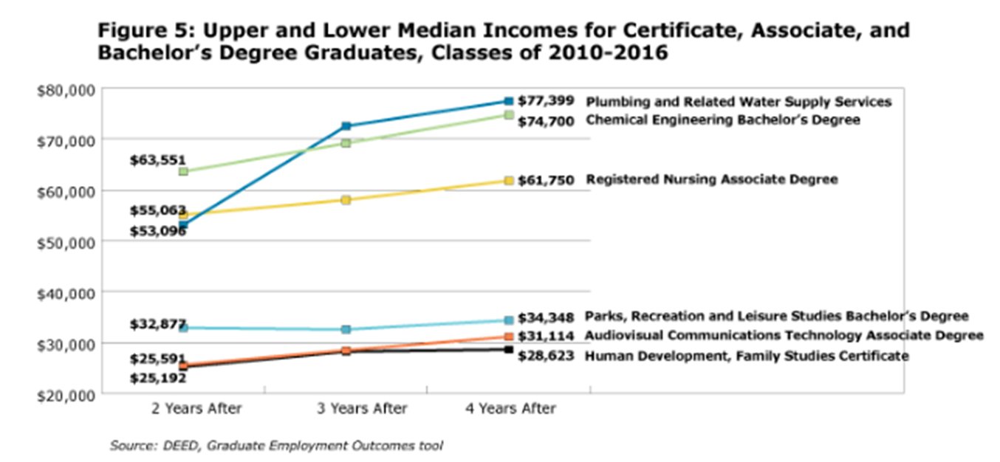 Figure 5: Upper and Lower Median Incomes for Certificate, Associate, and
Bachelor’s Degree Graduates, Classes of 2010-2016
$80,000
$77,399 Plumbing and Related Water Supply Services
$74,700 Chemical Engineering Bachelor’s Degree
$70,000
$63,551
$61,750 Registered Nursing Associate Degree
$60,000
$55,063
$53,096
$50,000
$40,000
$34,348 Parks, Recreation and Leisure Studies Bachelor’s Degree
$32,877
$31,114 Audiovisual Communications Technology Associate Degree
$30,000
$28,623 Human Development, Family Studies Certificate
$25,591
$25,192
$20,000
2 Years After 3 Years After 4 Years After
Source: DEED, Graduate Employment Outcomes tool